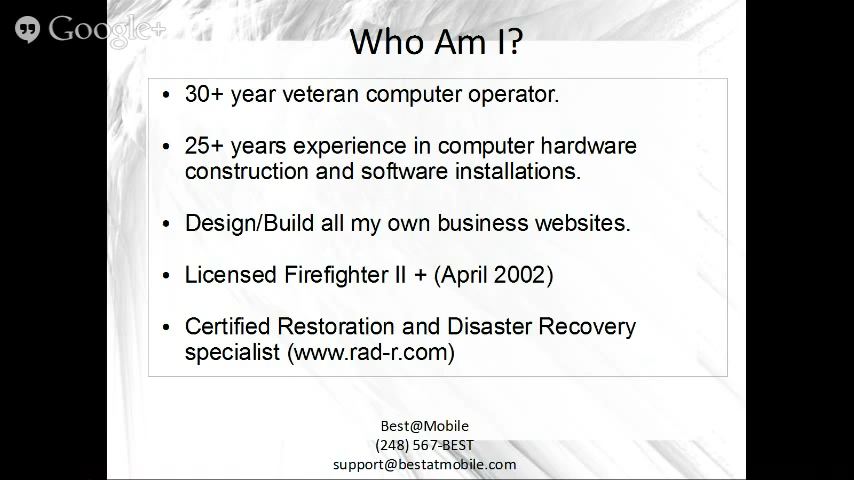 Google+
Who Am I?
• 30+ year veteran computer operator.
• 25+ years experience in computer hardware
construction and software installations.
• Design/Build all my own business websites.
• Licensed Firefighter II + (April 2002)
• Certified Restoration and Disaster Recovery
specialist (www.rad-r.com)
Best@Mobile
(248) 567-BEST
support@bestatmobile.com